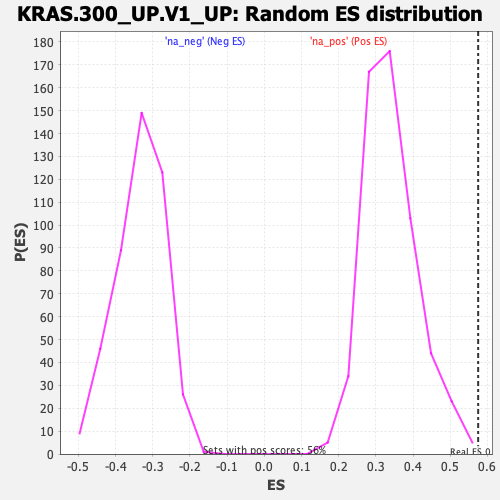 KRAS.300_UP.V1_UP: Random ES distribution
'na_neg' (Neg ES) 'na_pos' (Pos ES)
180
170
160
150
140
130
120
110
100
90
80
70
60
50
40
30
20
10
0
P(ES)
Sets with pos scores: 56%
Real ES 0
-0.5 -0.4 -0.3 -0.2 -0.1 0.0 0.1 0.2 0.3 0.4 0.5 0.6
ES